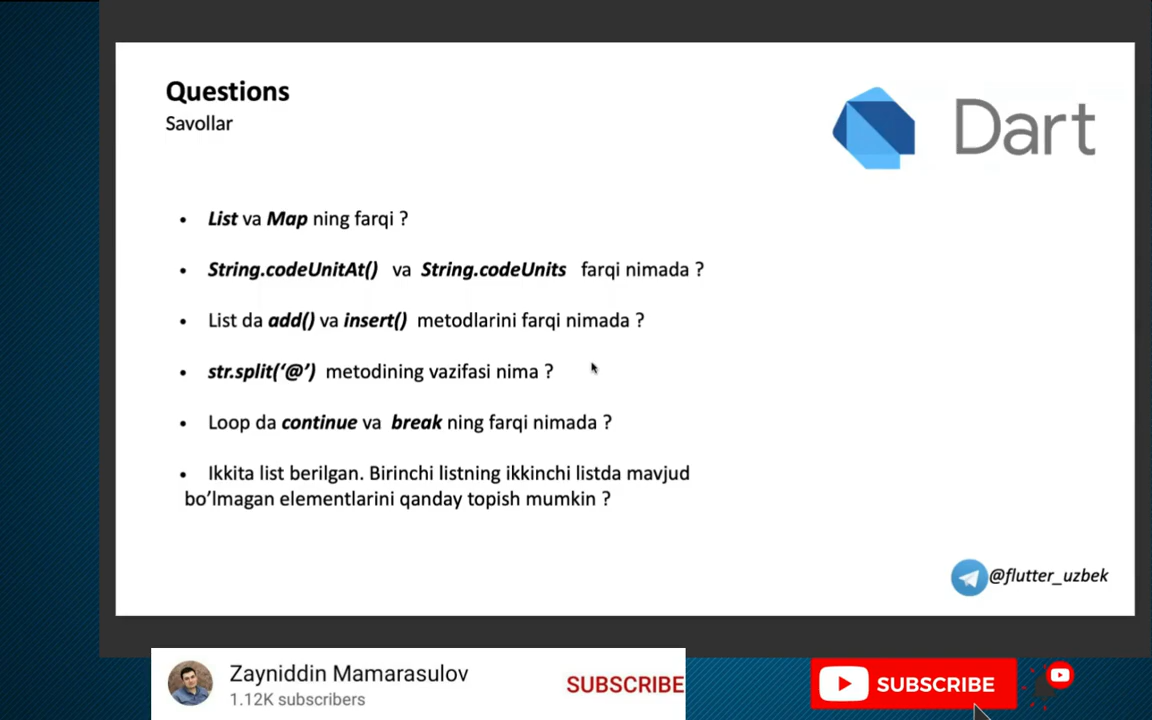 Questions
Savollar
Dart
• List va Map ning farqi ?
• String.codeUnitAt() va String.codeUnits farqi nimada ?
• List da add() va insert() metodlarini farqi nimada ?
• str.split(‘@’) metodining vazifasi nima ?
• Loop da continue va break ning farqi nimada ?
• Ikkita list berilgan. Birinchi listning ikkinchi listda mavjud
bo’lmagan elementlarini qanday topish mumkin ?
@flutter_uzbek
Zayniddin Mamarasulov
1.12K subscribers
SUBSCRIBE
SUBSCRIBE